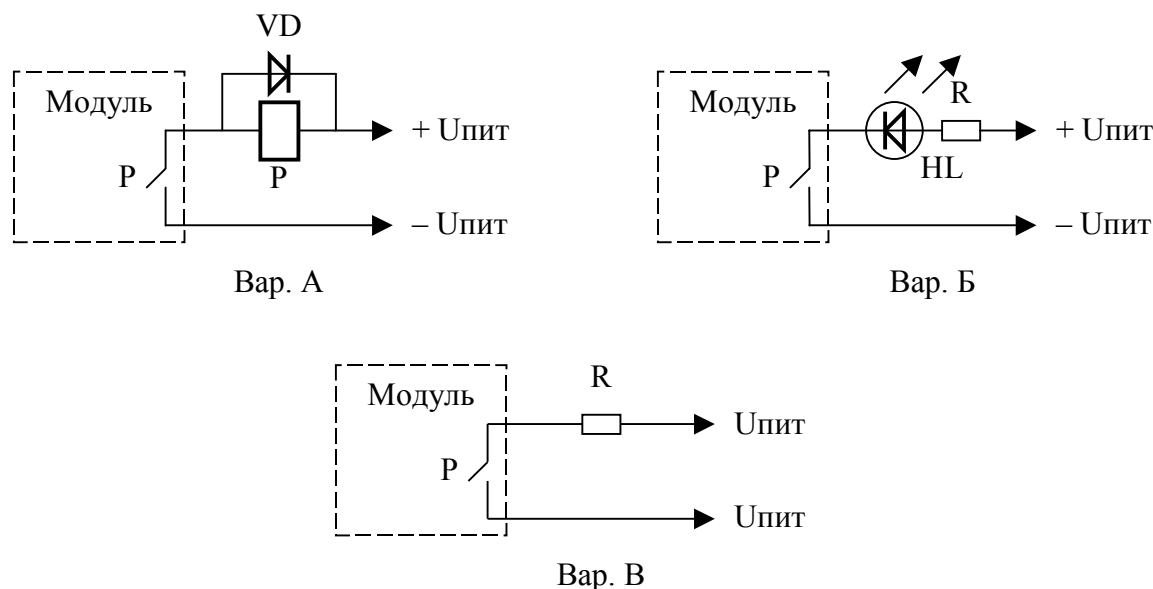 VD
Модуль
+ Uпит
P
P
– Uпит
Вар. А
R
Модуль
+ Uпит
HL
P
– Uпит
Вар. Б
R
Модуль
Uпит
P
Uпит
Вар. В